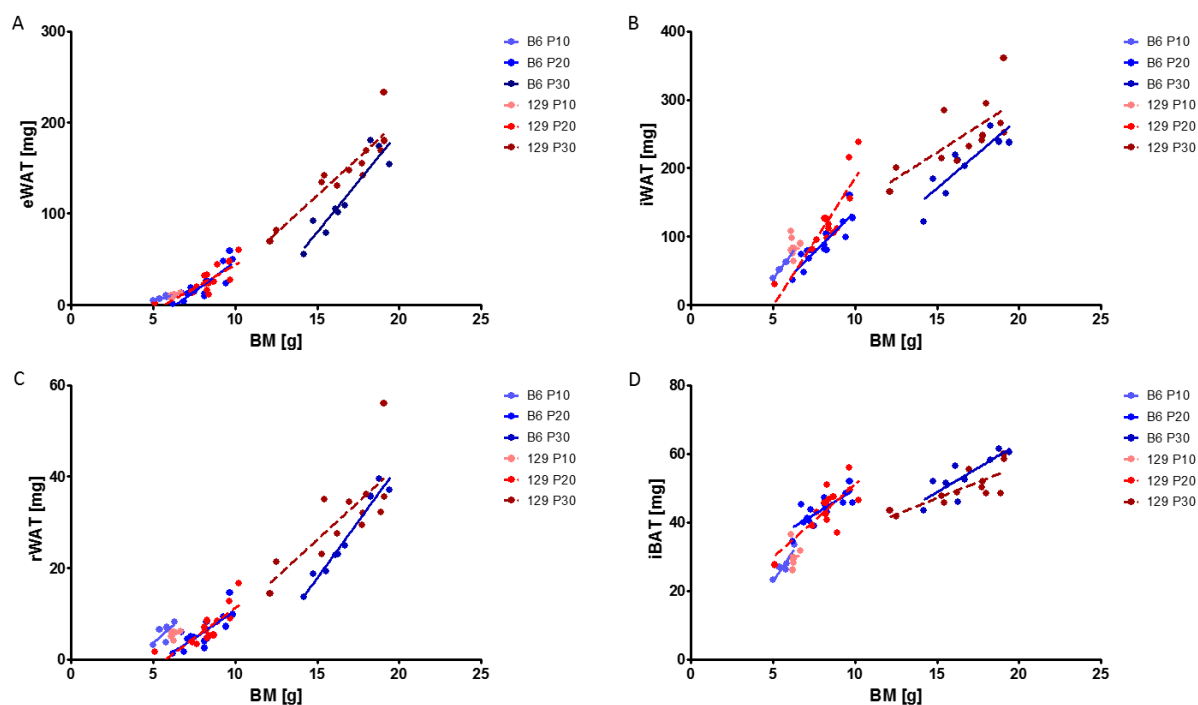 A
eWAT [mg]
300
200
100
0
0 5 10 15 20 25
BM [g]
B6 P10
B6 P20
B6 P30
129 P10
129 P20
129 P30
B
iWAT [mg]
400
300
200
100
0
0 5 10 15 20 25
BM [g]
B6 P10
B6 P20
B6 P30
129 P10
129 P20
129 P30
C
rWAT [mg]
60
40
20
0
0 5 10 15 20 25
BM [g]
B6 P10
B6 P20
B6 P30
129 P10
129 P20
129 P30
D
iBAT [mg]
80
60
40
20
0
0 5 10 15 20 25
BM [g]
B6 P10
B6 P20
B6 P30
129 P10
129 P20
129 P30